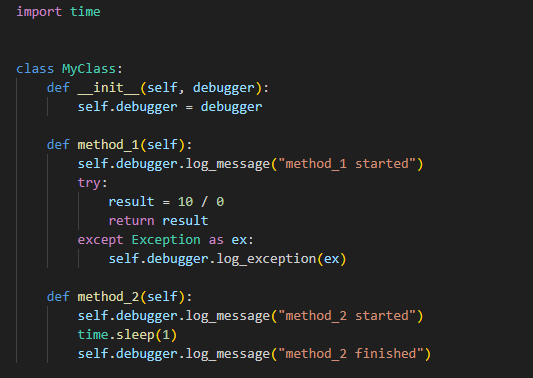 import time
class MyClass:
    def __init__(self, debugger):
        self.debugger = debugger
    def method_1(self):
        self.debugger.log_message("method_1 started")
        try:
            result = 10 / 0
            return result
        except Exception as ex:
            self.debugger.log_exception(ex)
    def method_2(self):
        self.debugger.log_message("method_2 started")
        time.sleep(1)
        self.debugger.log_message("method_2 finished")